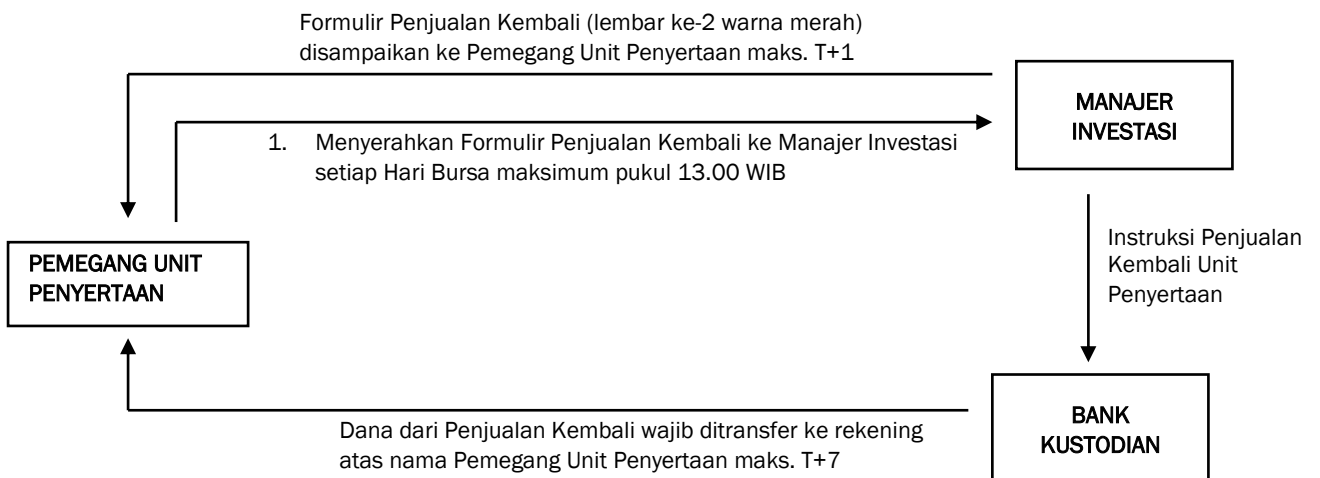 Formulir Penjualan Kembali (lembar ke-2 warna merah)
disampaikan ke Pemegang Unit Penyertaan maks. T+1
MANAJER
INVESTASI
1. Menyerahkan Formulir Penjualan Kembali ke Manajer Investasi
setiap Hari Bursa maksimum pukul 13.00 WIB
Instruksi Penjualan
Kembali Unit
Penyertaan
PEMEGANG UNIT
PENYERTAAN
BANK
KUSTODIAN
Dana dari Penjualan Kembali wajib ditransfer ke rekening
atas nama Pemegang Unit Penyertaan maks. T+7